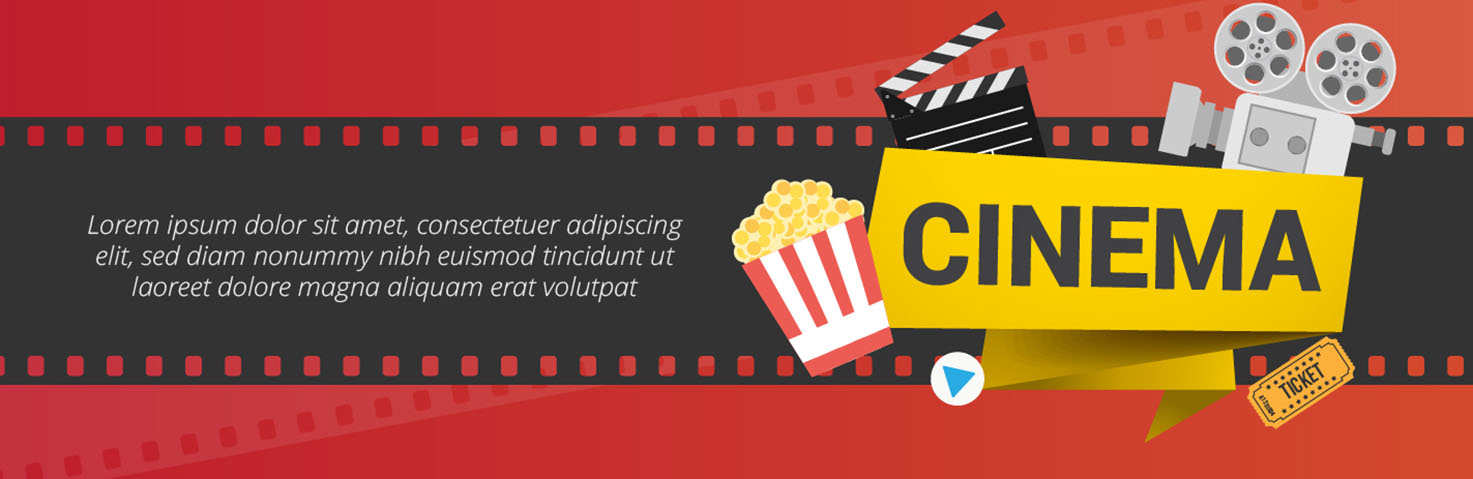 Lorem ipsum dolor sit amet, consectetuer adipiscing
elit, sed diam nonummy nibh euismod tincidunt ut
laoreet dolore magna aliquam erat volutpat
CINEMA
TICKET